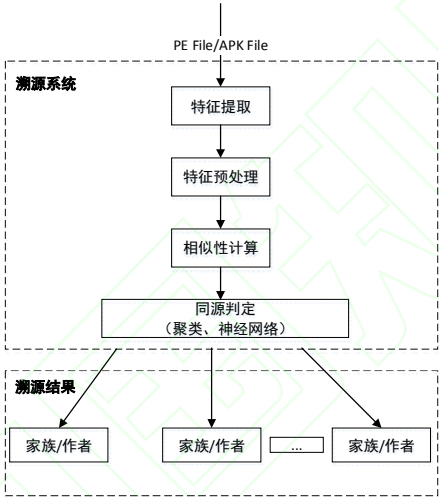 PE File/APK File
溯源系统
特征提取
特征预处理
相似性计算
同源判定
（聚类、神经网络）
溯源结果
家族/作者
家族/作者
...
家族/作者